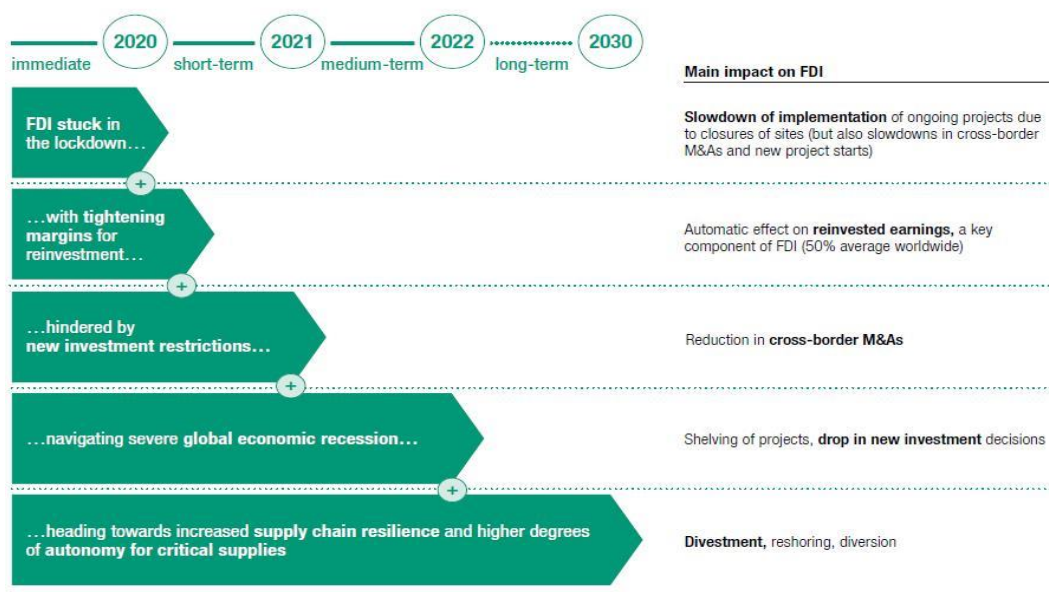 2020
2021
2022
2030
immediate
short-term
medium-term
long-term
Main impact on FDI
FDI stuck in
the lockdown…
Slowdown of implementation of ongoing projects due
to closures of sites (but also slowdowns in cross-border
M&As and new project starts)
+
…with tightening
margins for
reinvestment…
Automatic effect on reinvested earnings, a key
component of FDI (50% average worldwide)
+
…hindered by
new investment restrictions…
Reduction in cross-border M&As
+
…navigating severe global economic recession…
Shelving of projects, drop in new investment decisions
+
…heading towards increased supply chain resilience and higher degrees
of autonomy for critical supplies
Divestment, reshoring, diversion